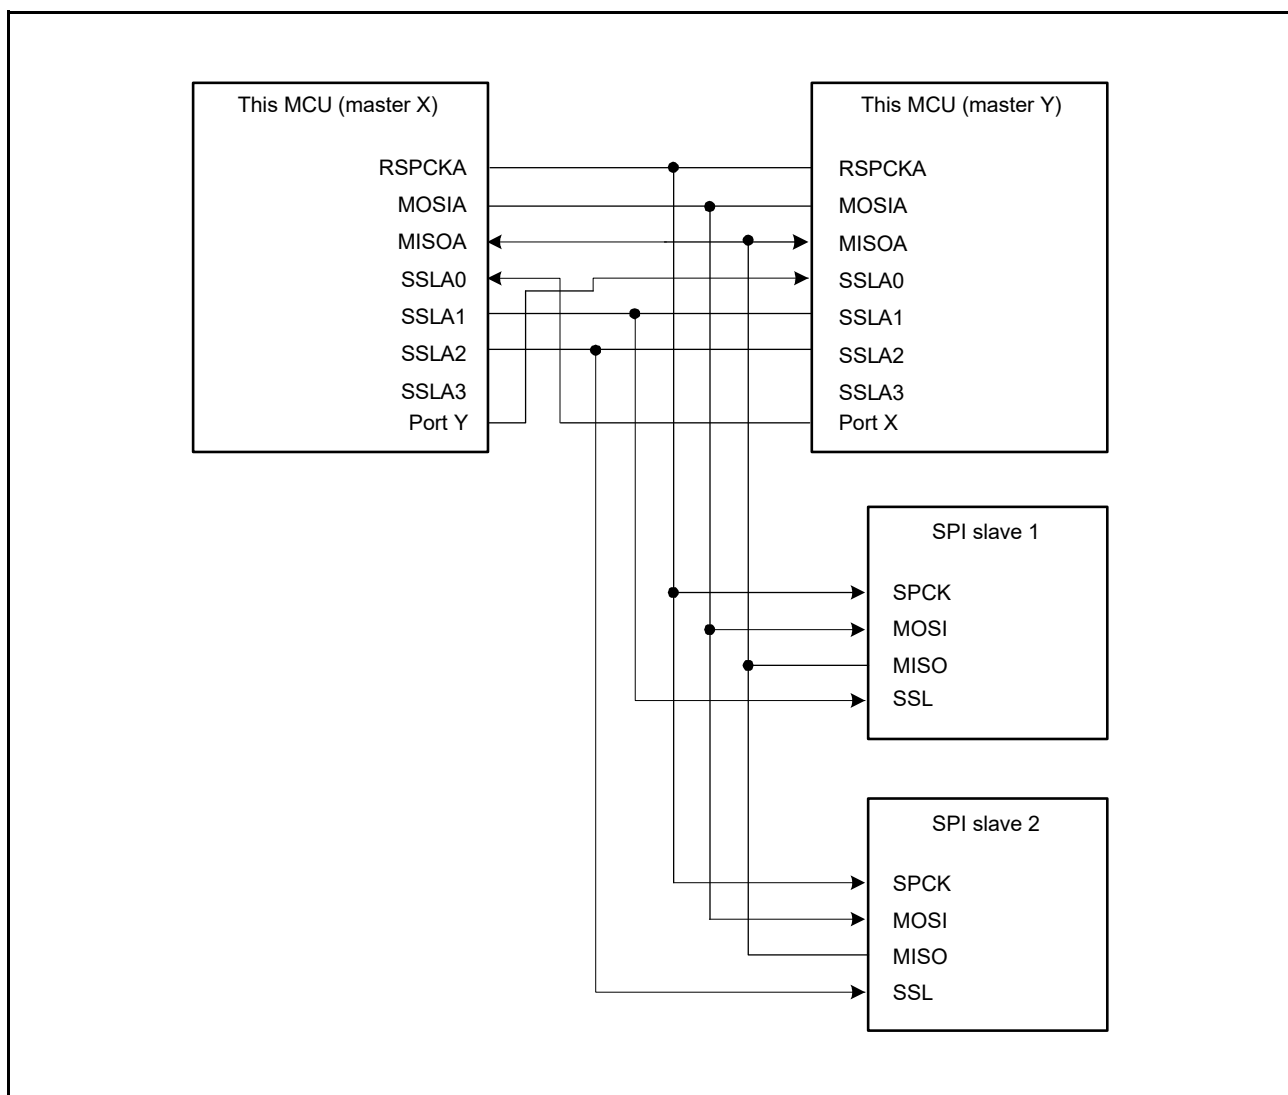 This MCU (master X)
RSPCKA
MOSIA
MISOA
SSLA0
SSLA1
SSLA2
SSLA3
Port Y
This MCU (master Y)
RSPCKA
MOSIA
MISOA
SSLA0
SSLA1
SSLA2
SSLA3
Port X
SPI slave 1
SPCK
MOSI
MISO
SSL
SPI slave 2
SPCK
MOSI
MISO
SSL